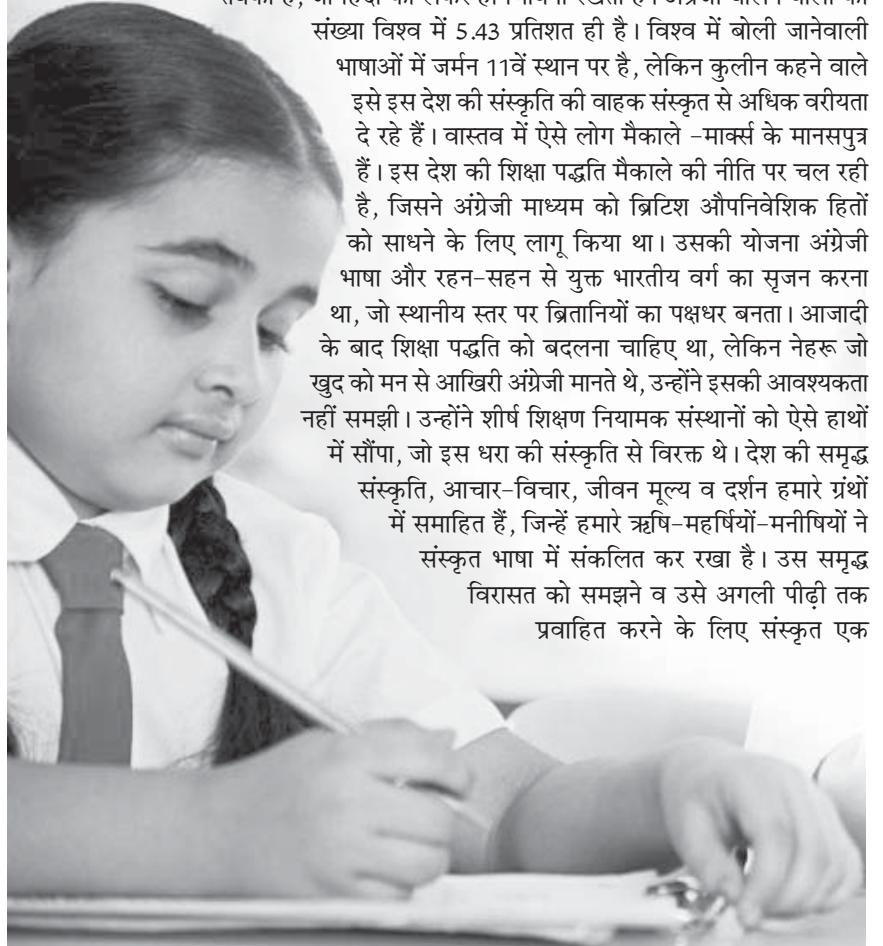 संख्या विश्व में 5.43 प्रतिशत ही है। विश्व में बोली जानेवाली
भाषाओं में जर्मन 11वें स्थान पर है, लेकिन कुलीन कहने वाले
इसे इस देश की संस्कृति की वाहक संस्कृत से अधिक वरीयता
दे रहे हैं। वास्तव में ऐसे लोग मैकाले -मार्क्स के मानसपुत्र
हैं। इस देश की शिक्षा पद्धति मैकाले की नीति पर चल रही
है, जिसने अंग्रेजी माध्यम को ब्रिटिश औपनिवेशिक हितों
को साधने के लिए लागू किया था। उसकी योजना अंग्रेजी
भाषा और रहन-सहन से युक्त भारतीय वर्ग का सृजन करना
था, जो स्थानीय स्तर पर ब्रितानियों का पक्षधर बनता। आजादी
के बाद शिक्षा पद्धति को बदलना चाहिए था, लेकिन नेहरू जो
खुद को मन से आखिरी अंग्रेजी मानते थे, उन्होंने इसकी आवश्यकता
नहीं समझी। उन्होंने शीर्ष शिक्षण नियामक संस्थानों को ऐसे हाथों
में सौंपा, जो इस धरा की संस्कृति से विरक्त थे। देश की समृद्ध
संस्कृति, आचार-विचार, जीवन मूल्य व दर्शन हमारे ग्रंथों
में समाहित हैं, जिन्हें हमारे ऋषि-महर्षियों-मनीषियों ने
संस्कृत भाषा में संकलित कर रखा है। उस समृद्ध
विरासत को समझने व उसे अगली पीढ़ी तक
प्रवाहित करने के लिए संस्कृत एक